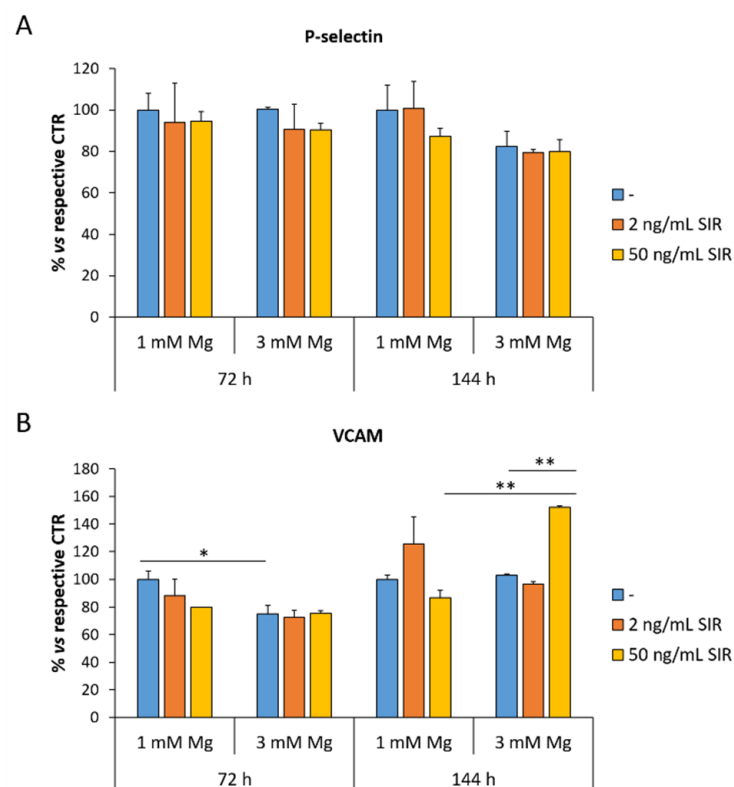 A
P-selectin
% vs respective CTR
120
100
80
60
40
20
0
1 mM Mg 3 mM Mg 1 mM Mg 3 mM Mg
72 h 144 h
-
2 ng/mL SIR
50 ng/mL SIR
B
VCAM
% vs respective CTR
180
160
140
120
100
80
60
40
20
0
*
**
**
1 mM Mg 3 mM Mg 1 mM Mg 3 mM Mg
72 h 144 h
-
2 ng/mL SIR
50 ng/mL SIR